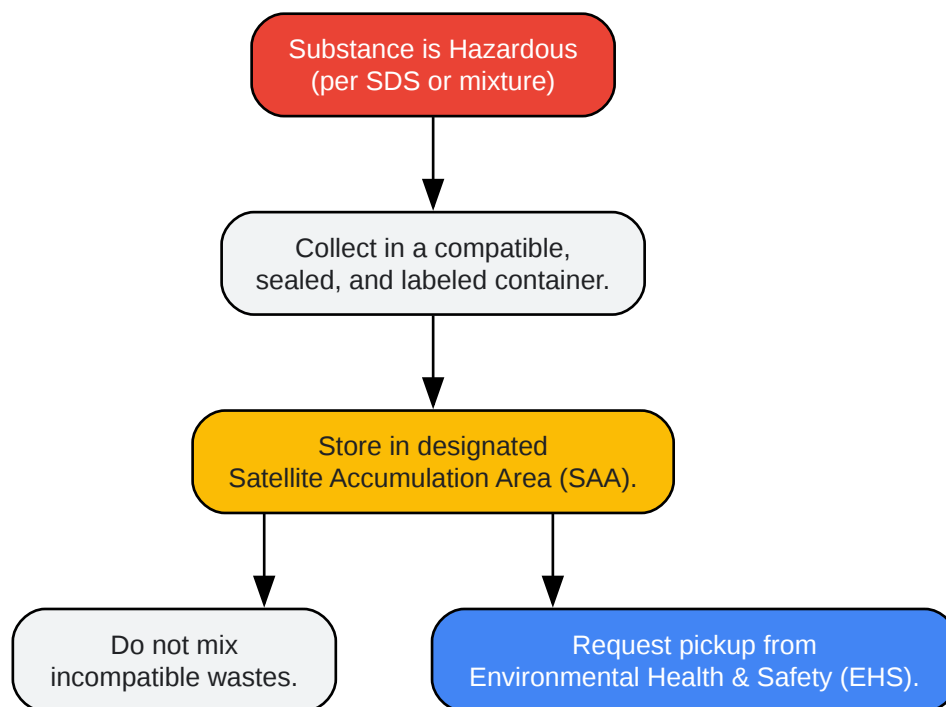 Substance is Hazardous
(per SDS or mixture)
Collect in a compatible,
sealed, and labeled container.
Store in designated
Satellite Accumulation Area (SAA).
Do not mix
incompatible wastes.
Request pickup from
Environmental Health & Safety (EHS).